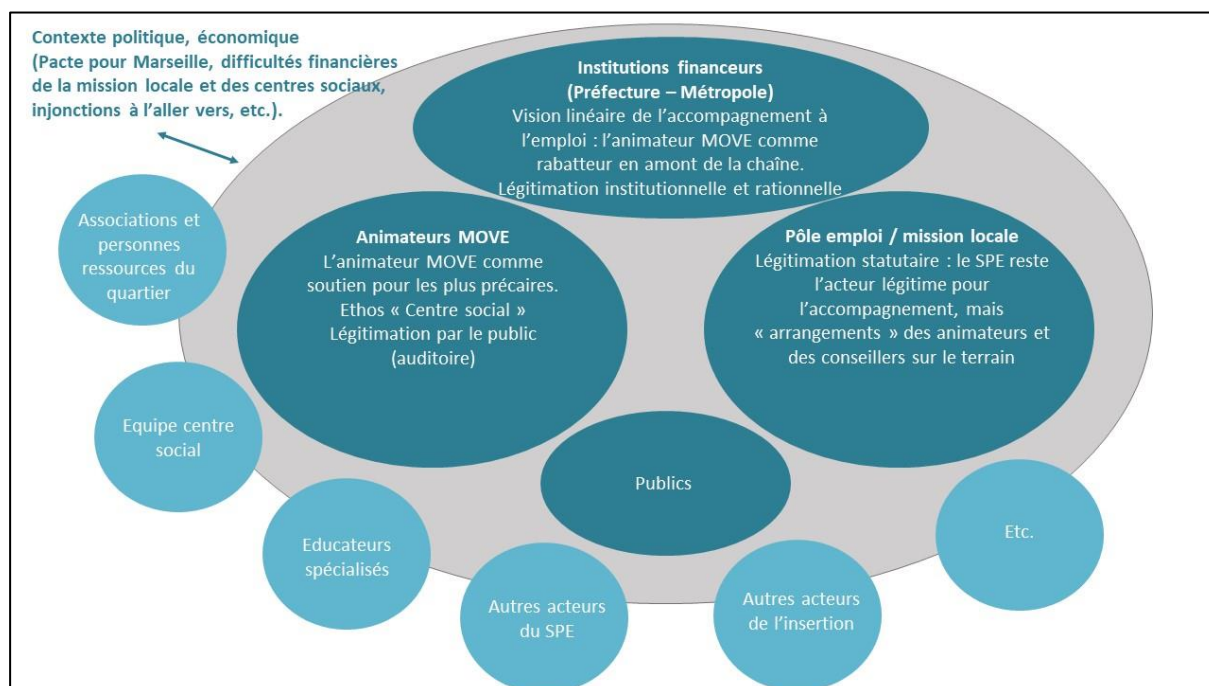 Contexte politique, économique
(Pacte pour Marseille, difficultés financières
de la mission locale et des centres sociaux,
injonctions à l’aller vers, etc.).
Institutions financeurs
(Préfecture – Métropole)
Vision linéaire de l’accompagnement à
l’emploi : l’animateur MOVE comme
rabatteur en amont de la chaîne.
Légitimation institutionnelle et rationnelle
Associations et
personnes
ressources du
quartier
Animateurs MOVE
L’animateur MOVE comme
soutien pour les plus précaires.
Ethos « Centre social »
Légitimation par le public
(auditoire)
Pôle emploi / mission locale
Légitimation statutaire : le SPE reste
l’acteur légitime pour
l’accompagnement, mais
« arrangements » des animateurs et
des conseillers sur le terrain
Equipe centre
social
Publics
Educateurs
spécialisés
Autres acteurs
du SPE
Autres acteurs
de l’insertion
Etc.